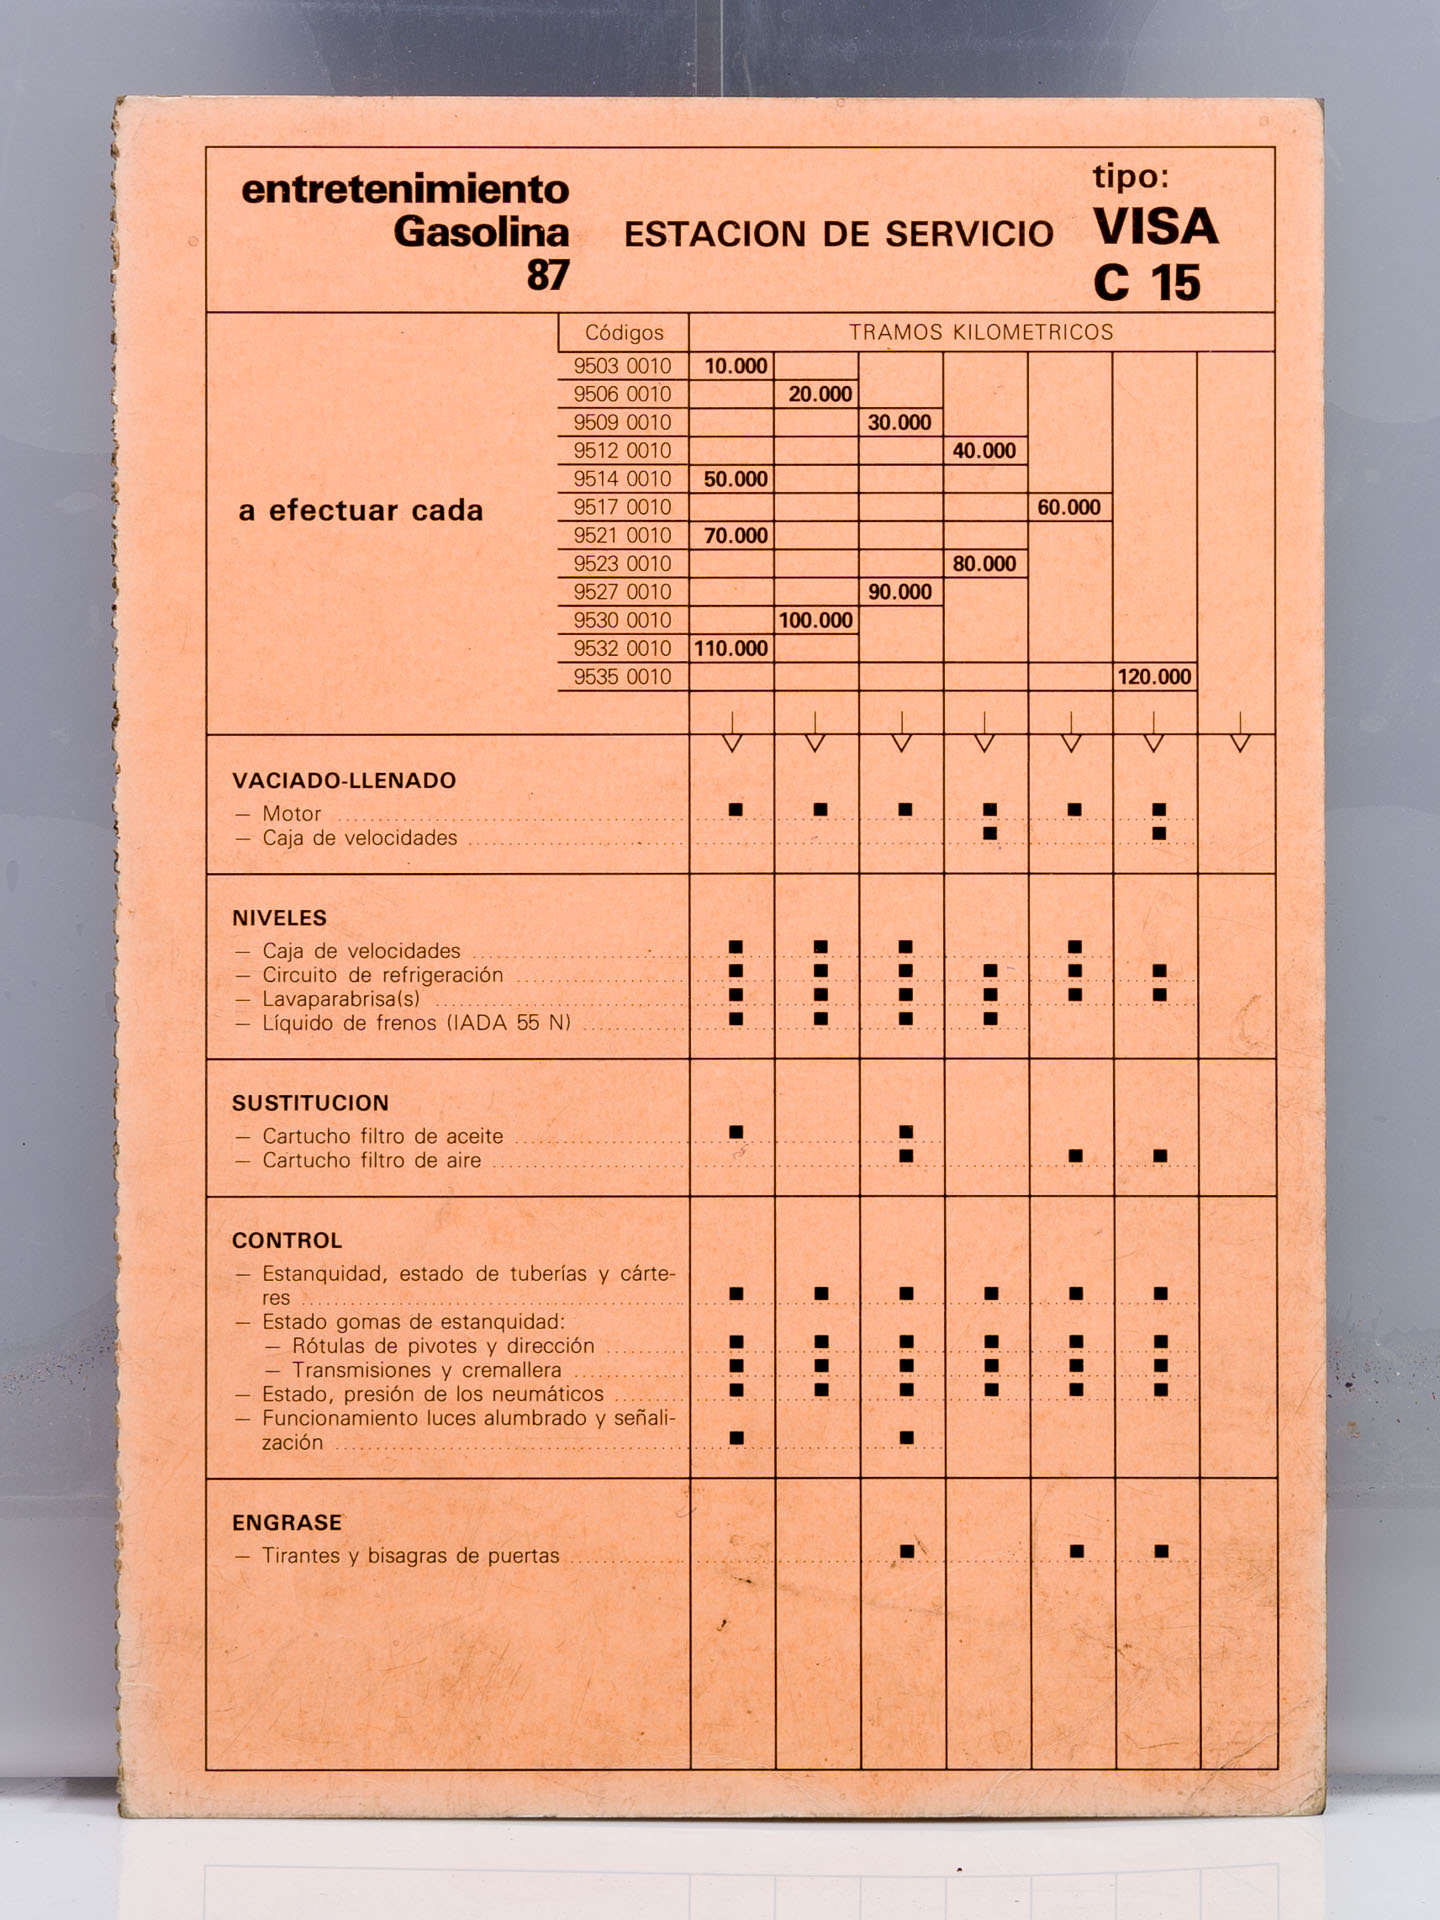 entretenimiento
Gasolina
87
ESTACION DE SERVICIO
tipo:
VISA
C 15
a efectuar cada
Códigos TRAMOS KILOMETRICOS
9503 0010 10.000
9506 0010 20.000
9509 0010 30.000
9512 0010 40.000
9514 0010 50.000
9517 0010 60.000
9521 0010 70.000
9523 0010 80.000
9527 0010 90.000
9530 0010 100.000
9532 0010 110.000
9535 0010 120.000
VACIADO-LLENADO
— Motor
— Caja de velocidades
NIVELES
— Caja de velocidades
— Circuito de refrigeración
— Lavaparabrisa(s)
— Líquido de frenos (IADA 55 N)
SUSTITUCION
— Cartucho filtro de aceite
— Cartucho filtro de aire
CONTROL
— Estanquidad, estado de tuberías y cárte-
res
— Estado gomas de estanquidad:
— Rótulas de pivotes y dirección
— Transmisiones y cremallera
— Estado, presión de los neumáticos
— Funcionamiento luces alumbrado y señali-
zación
ENGRASE
— Tirantes y bisagras de puertas